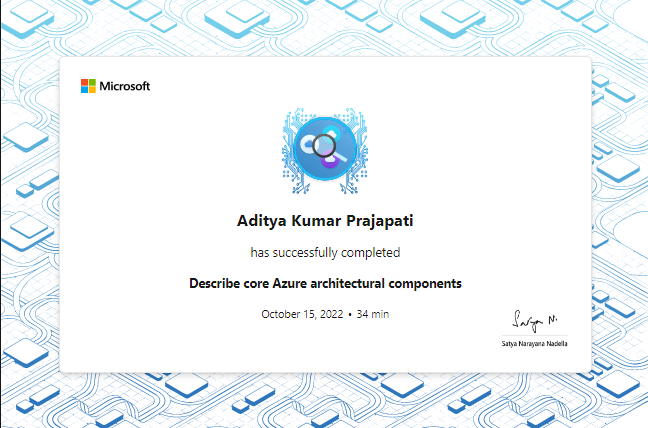 Microsoft
Aditya Kumar Prajapati
has successfully completed
Describe core Azure architectural components
October 15, 2022 • 34 min
Satya N.
Satya Narayana Nadella